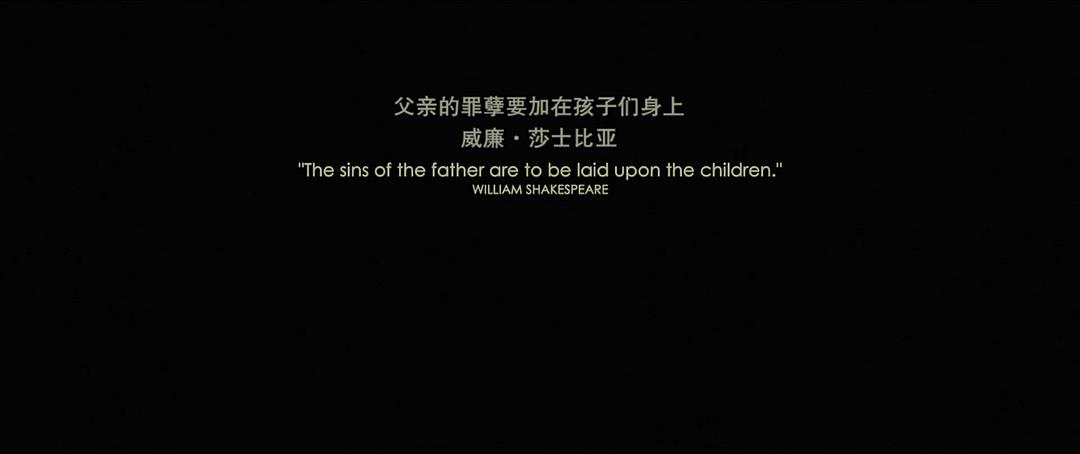 父亲的罪孽要加在孩子们身上
威廉·莎士比亚
"The sins of the father are to be laid upon the children."
WILLIAM SHAKESPEARE